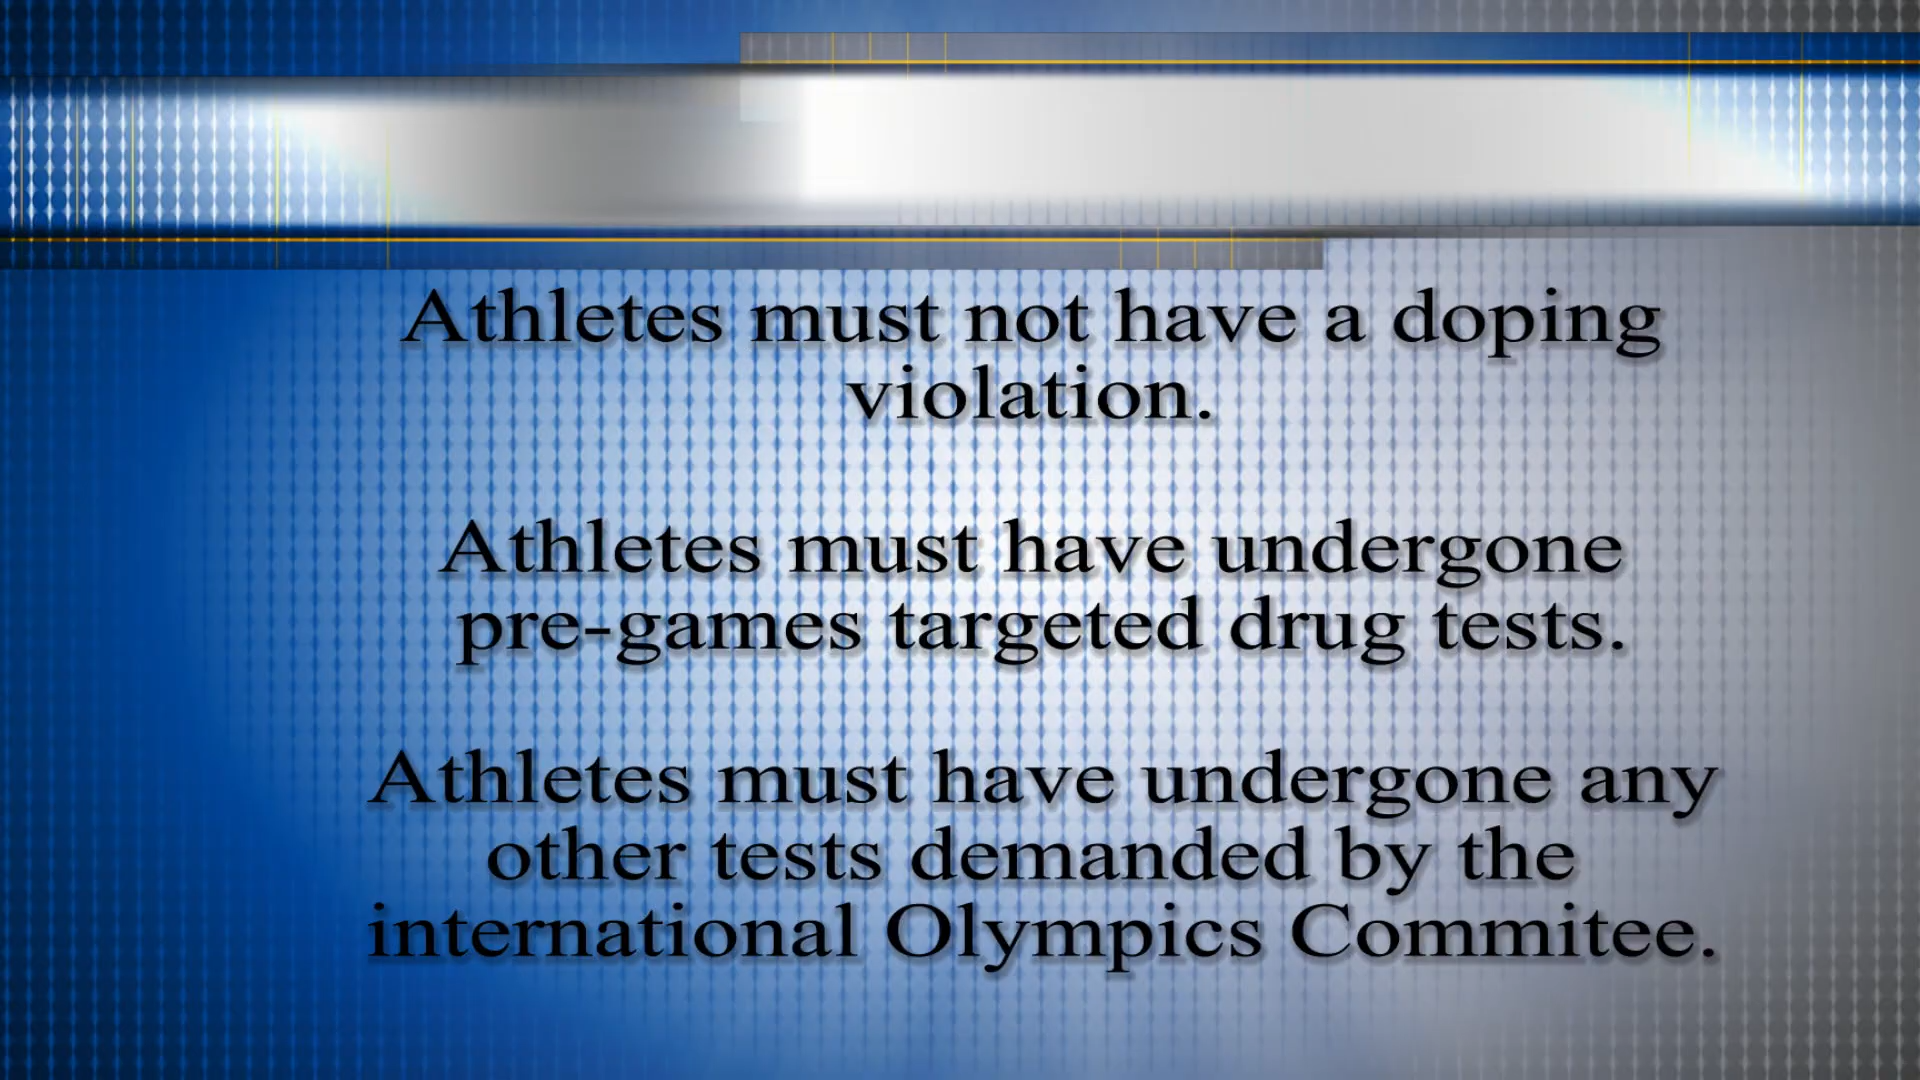 Athletes must not have a doping
violation.
Athletes must have undergone
pre-games targeted drug tests.
Athletes must have undergone any
other tests demanded by the
international Olympics Commitee.